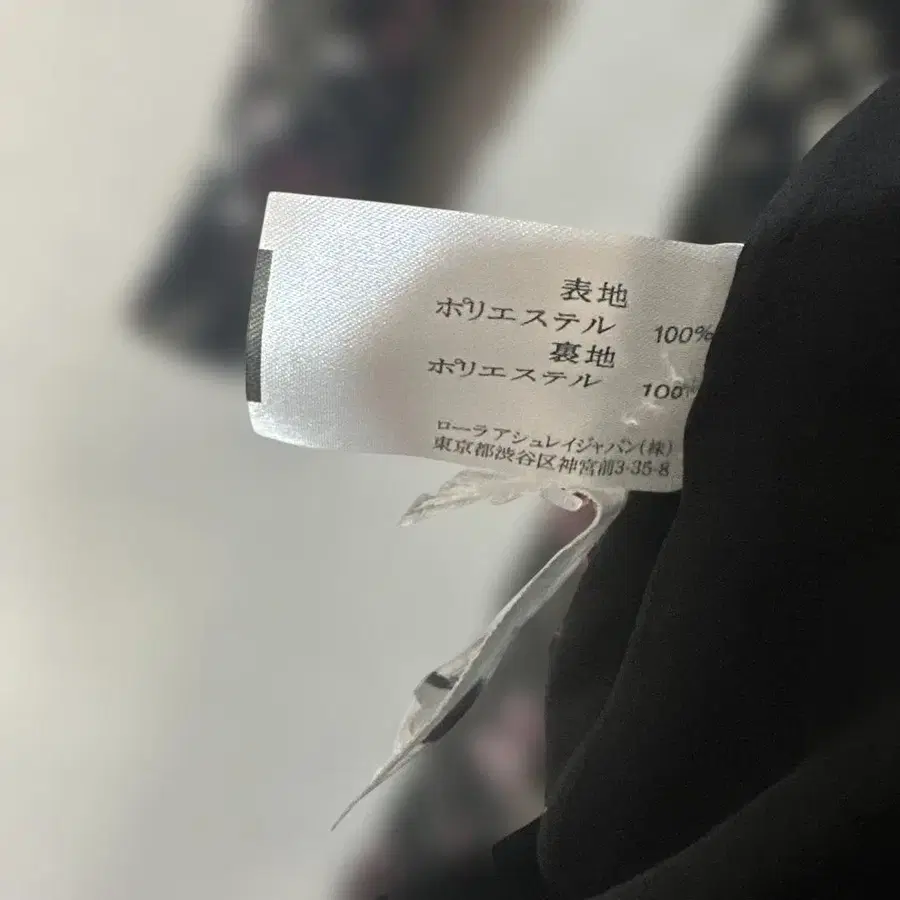 表地
ポリエステル 100%
裏地
ポリエステル 100
ローラ アシュレイジャパン(株)
東京都渋谷区神宮前3-35-8